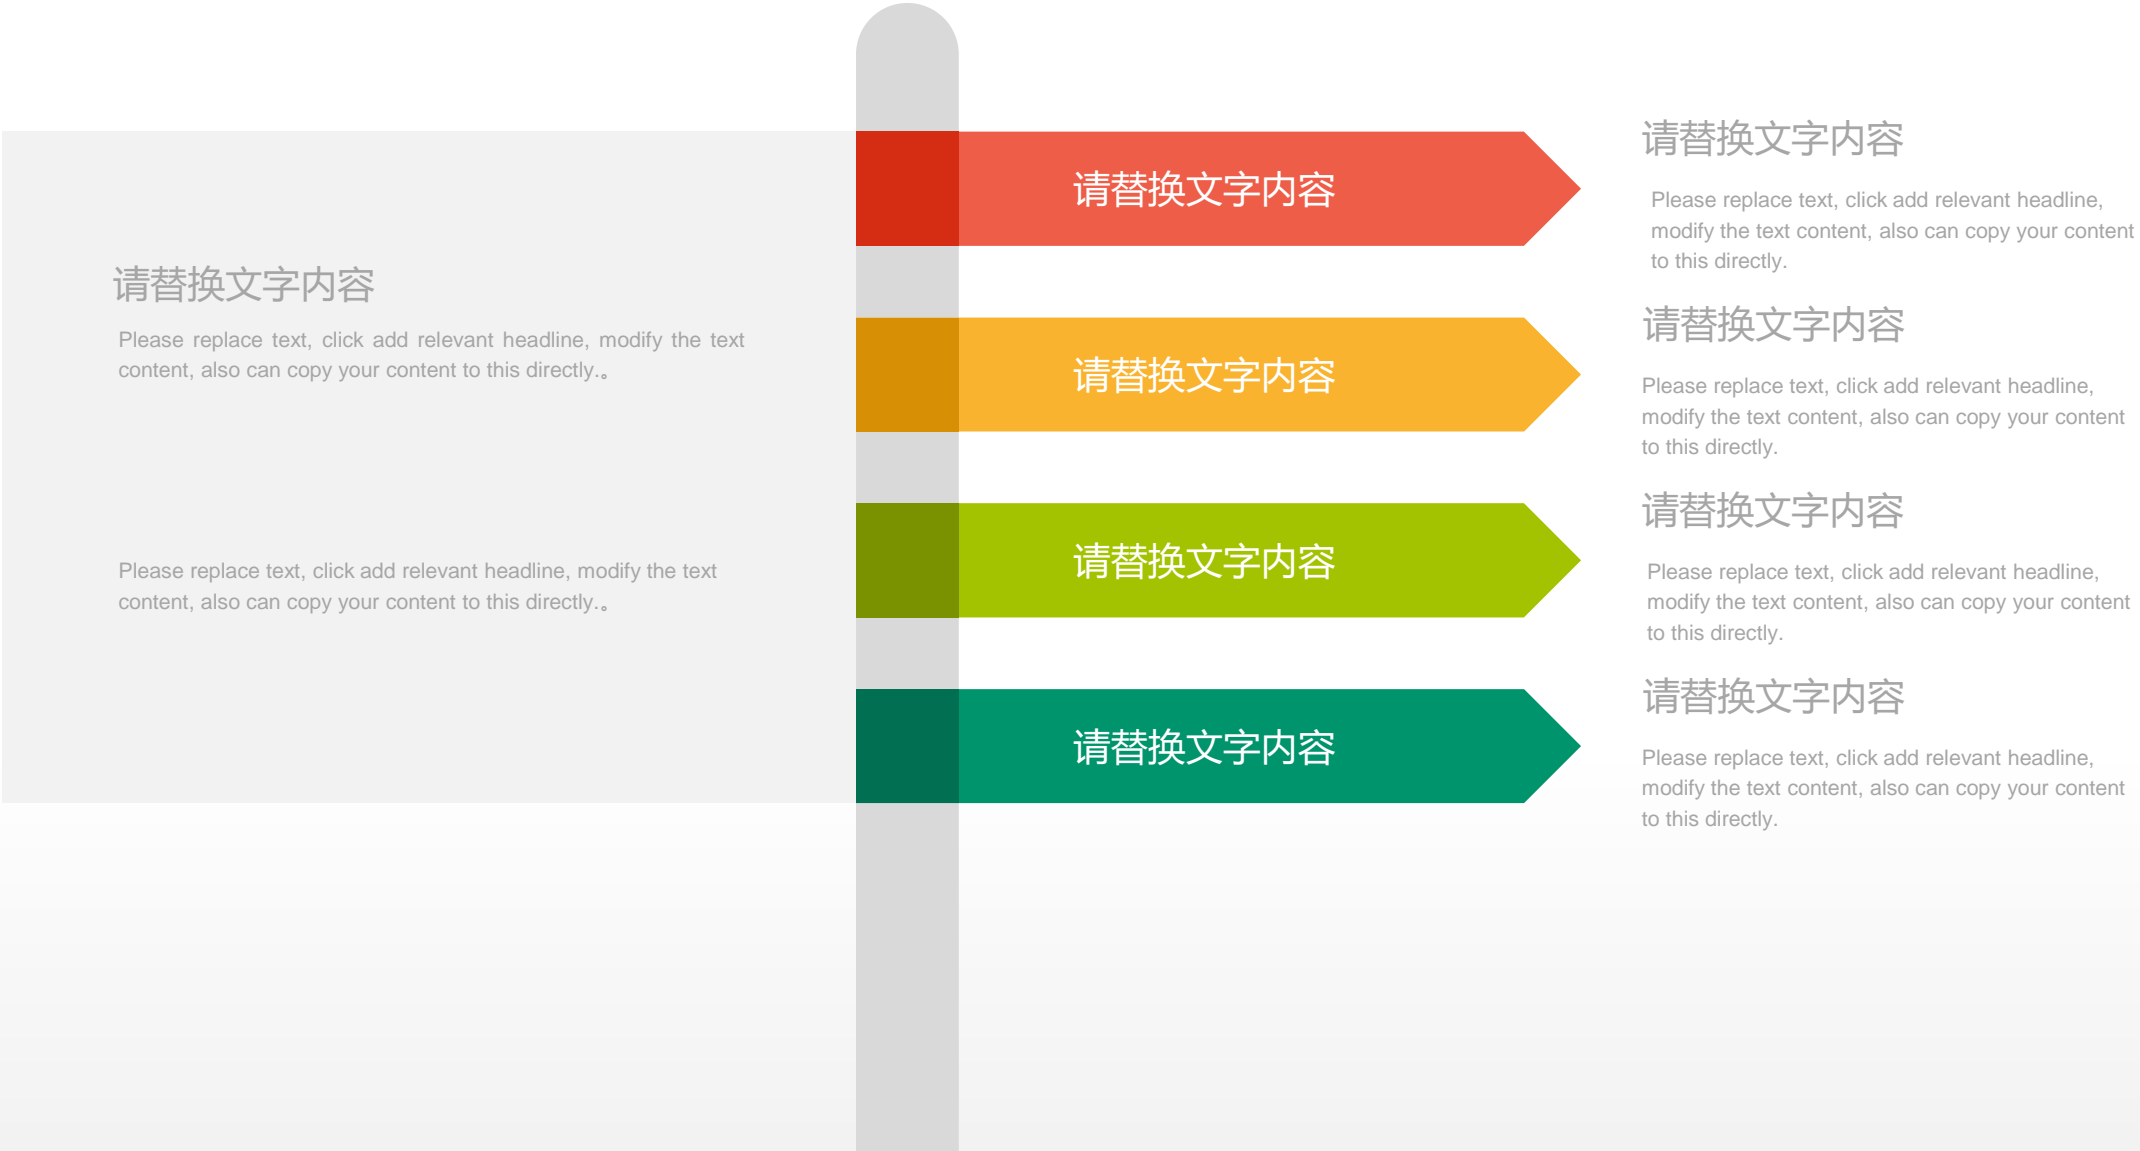 请替换文字内容
Please replace text, click add relevant headline, modify the text
content, also can copy your content to this directly.。
Please replace text, click add relevant headline, modify the text
content, also can copy your content to this directly.。
请替换文字内容
请替换文字内容
Please replace text, click add relevant headline,
modify the text content, also can copy your content
to this directly.
请替换文字内容
请替换文字内容
Please replace text, click add relevant headline,
modify the text content, also can copy your content
to this directly.
请替换文字内容
请替换文字内容
Please replace text, click add relevant headline,
modify the text content, also can copy your content
to this directly.
请替换文字内容
请替换文字内容
Please replace text, click add relevant headline,
modify the text content, also can copy your content
to this directly.